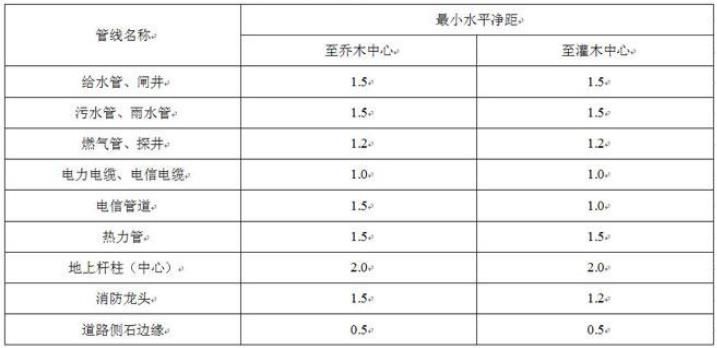 管线名称 最小水平净距
至乔木中心 至灌木中心
给水管、闸井 1.5 1.5
污水管、雨水管 1.5 1.5
燃气管、探井 1.2 1.2
电力电缆、电信电缆 1.0 1.0
电信管道 1.5 1.0
热力管 1.5 1.5
地上杆柱（中心） 2.0 2.0
消防龙头 1.5 1.2
道路侧石边缘 0.5 0.5